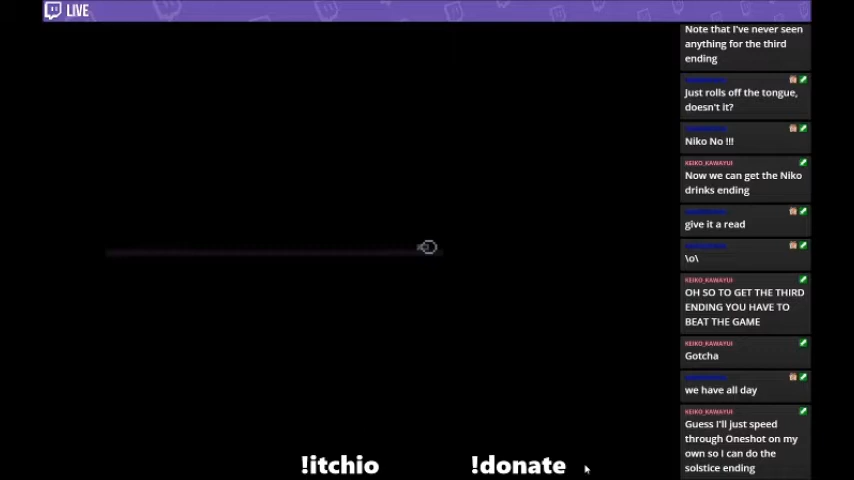 LIVE
Note that I've never seen
anything for the third
ending
Just rolls off the tongue,
doesn't it?
Niko No !!!
KEIKO_KAWAYUI
Now we can get the Niko
drinks ending
give it a read
\o\
KEIKO_KAWAYUI
OH SO TO GET THE THIRD
ENDING YOU HAVE TO
BEAT THE GAME
KEIKO_KAWAYUI
Gotcha
we have all day
KEIKO_KAWAYUI
Guess I'll just speed
through Oneshot on my
own so I can do the
solstice ending
!itchio
!donate